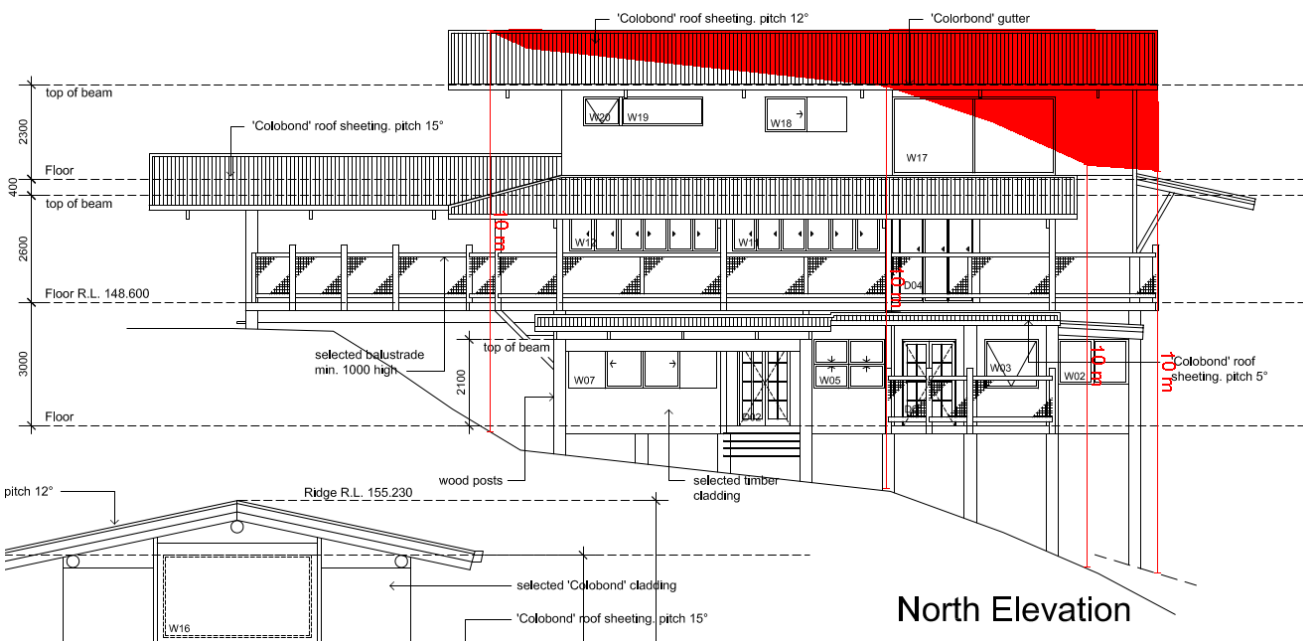 'Colobond' roof sheeting. pitch 12°
'Colorbond' gutter
top of beam
2300
'Colobond' roof sheeting. pitch 15°
W20
W19
W18
W17
Floor
400
top of beam
10 m
W12
W11
2600
10 m
D04
Floor R.L. 148.600
selected balustrade
min. 1000 high
top of beam
3000
2100
W07
D02
W05
W03
W02
10 m
10 m
'Colobond' roof
sheeting. pitch 5°
Floor
wood posts
selected timber
cladding
pitch 12°
Ridge R.L. 155.230
selected 'Colobond' cladding
'Colobond' roof sheeting. pitch 15°
W16
North Elevation